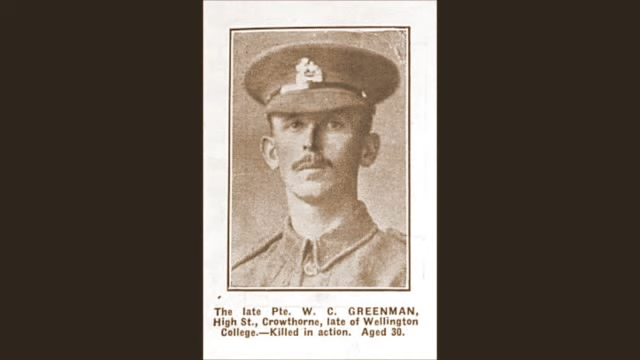 The late Pte. W. C. GREENMAN,
High St., Crowthorne, late of Wellington
College.—Killed in action. Aged 30.